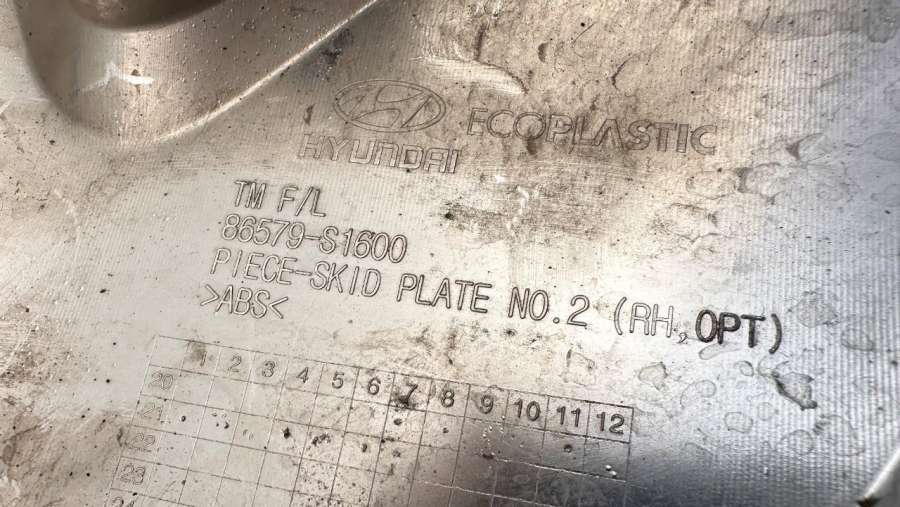 ECOPLASTIC
HYUNDAI
TM F/L
86579-S1600
PIECE-SKID PLATE NO.2 (RH,OPT)
>ABS<
1 2 3 4 5 6 7 8 9 10 11 12
20
21
22
23
24